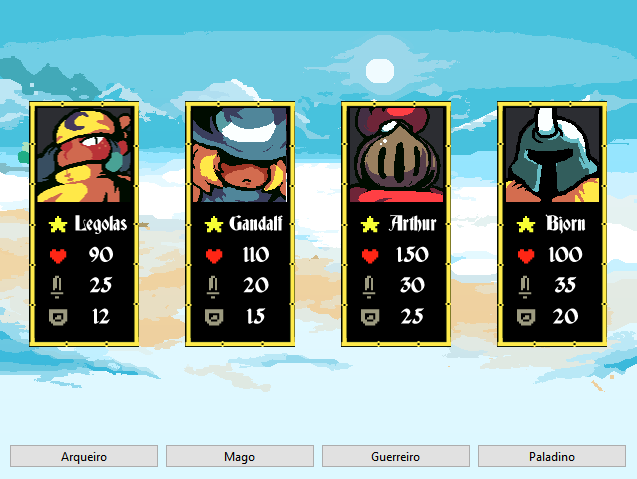 Legolas
90
25
12
Gandalf
110
20
15
Arthur
150
30
25
Bjorn
100
35
20
Arqueiro
Mago
Guerreiro
Paladino